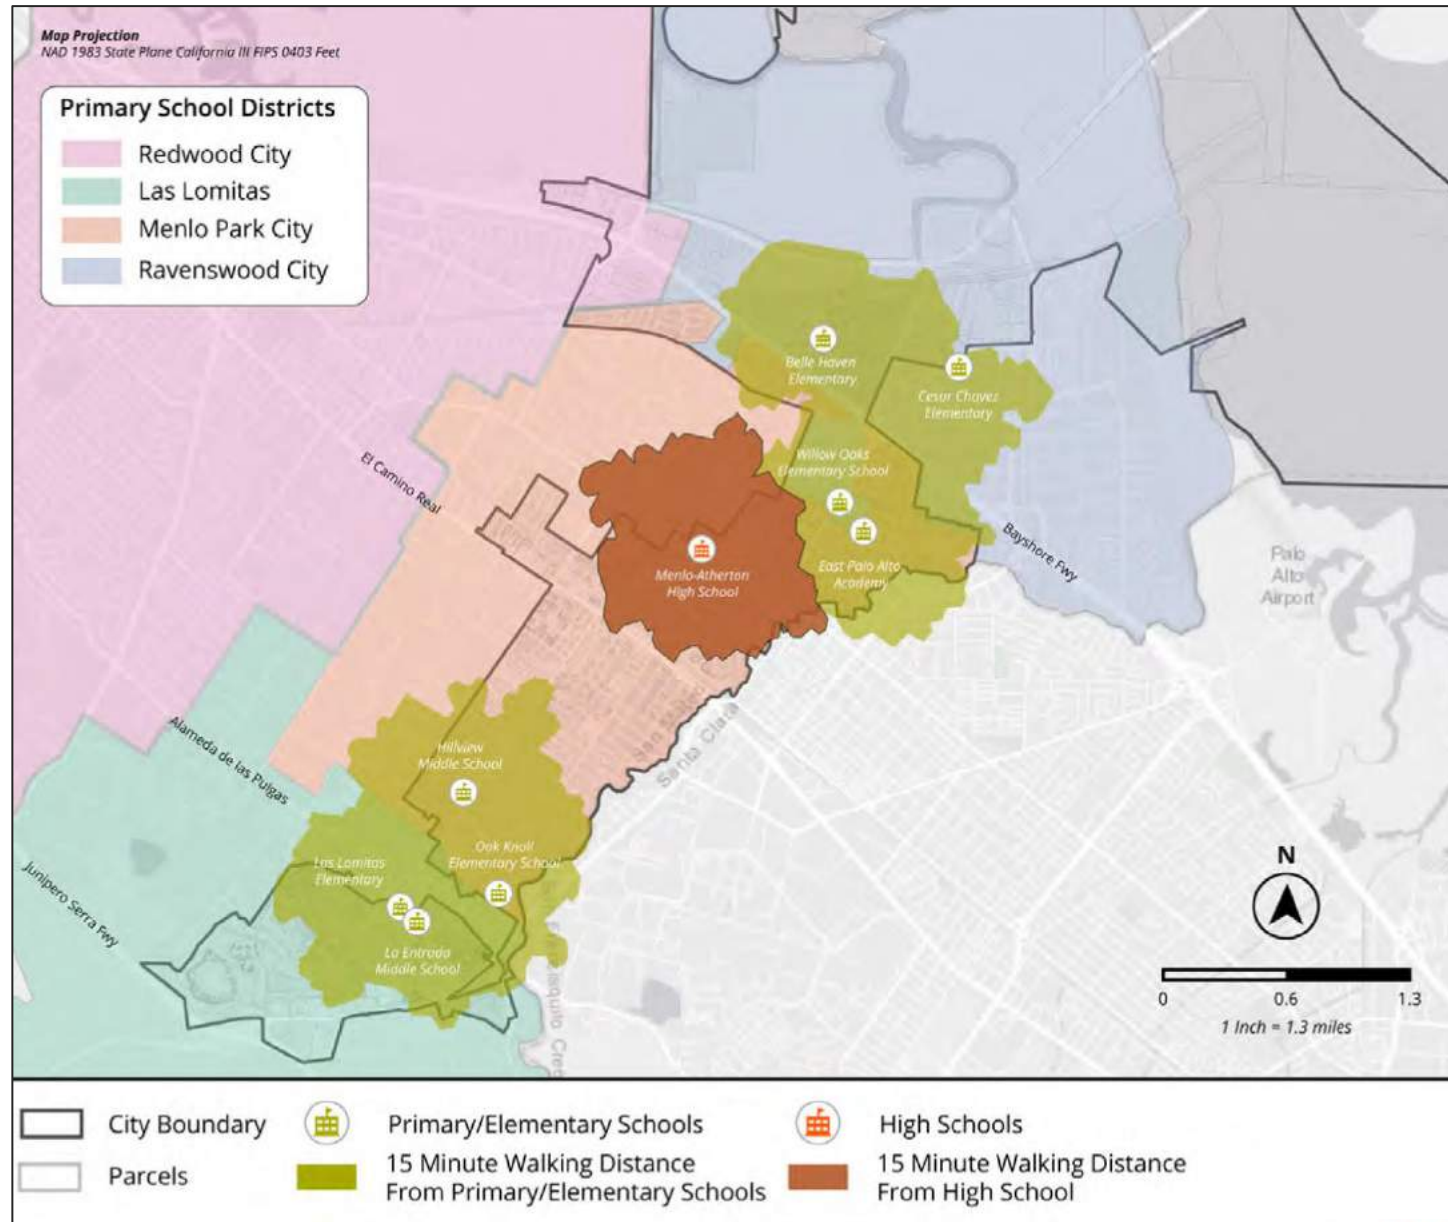 Map Projection
NAD 1983 State Plane California III FIPS 0403 Feet
Primary School Districts
Redwood City
Las Lomitas
Menlo Park City
Ravenswood City
Belle Haven
Elementary
Cesar Chavez
Elementary
El Camino Real
Willow Oaks
Elementary School
Bayshore Fwy
Menlo-Atherton
High School
East Palo Alto
Academy
Palo
Alto
Airport
Santa Clara
Alameda de las Pulgas
Hillview
Middle School
Oak Knoll
Elementary School
Las Lomitas
Elementary
La Entrada
Middle School
Junipero Serra Fwy
N
0 0.6 1.3
1 Inch = 1.3 miles
City Boundary
Primary/Elementary Schools
High Schools
Parcels
15 Minute Walking Distance
From Primary/Elementary Schools
15 Minute Walking Distance
From High School